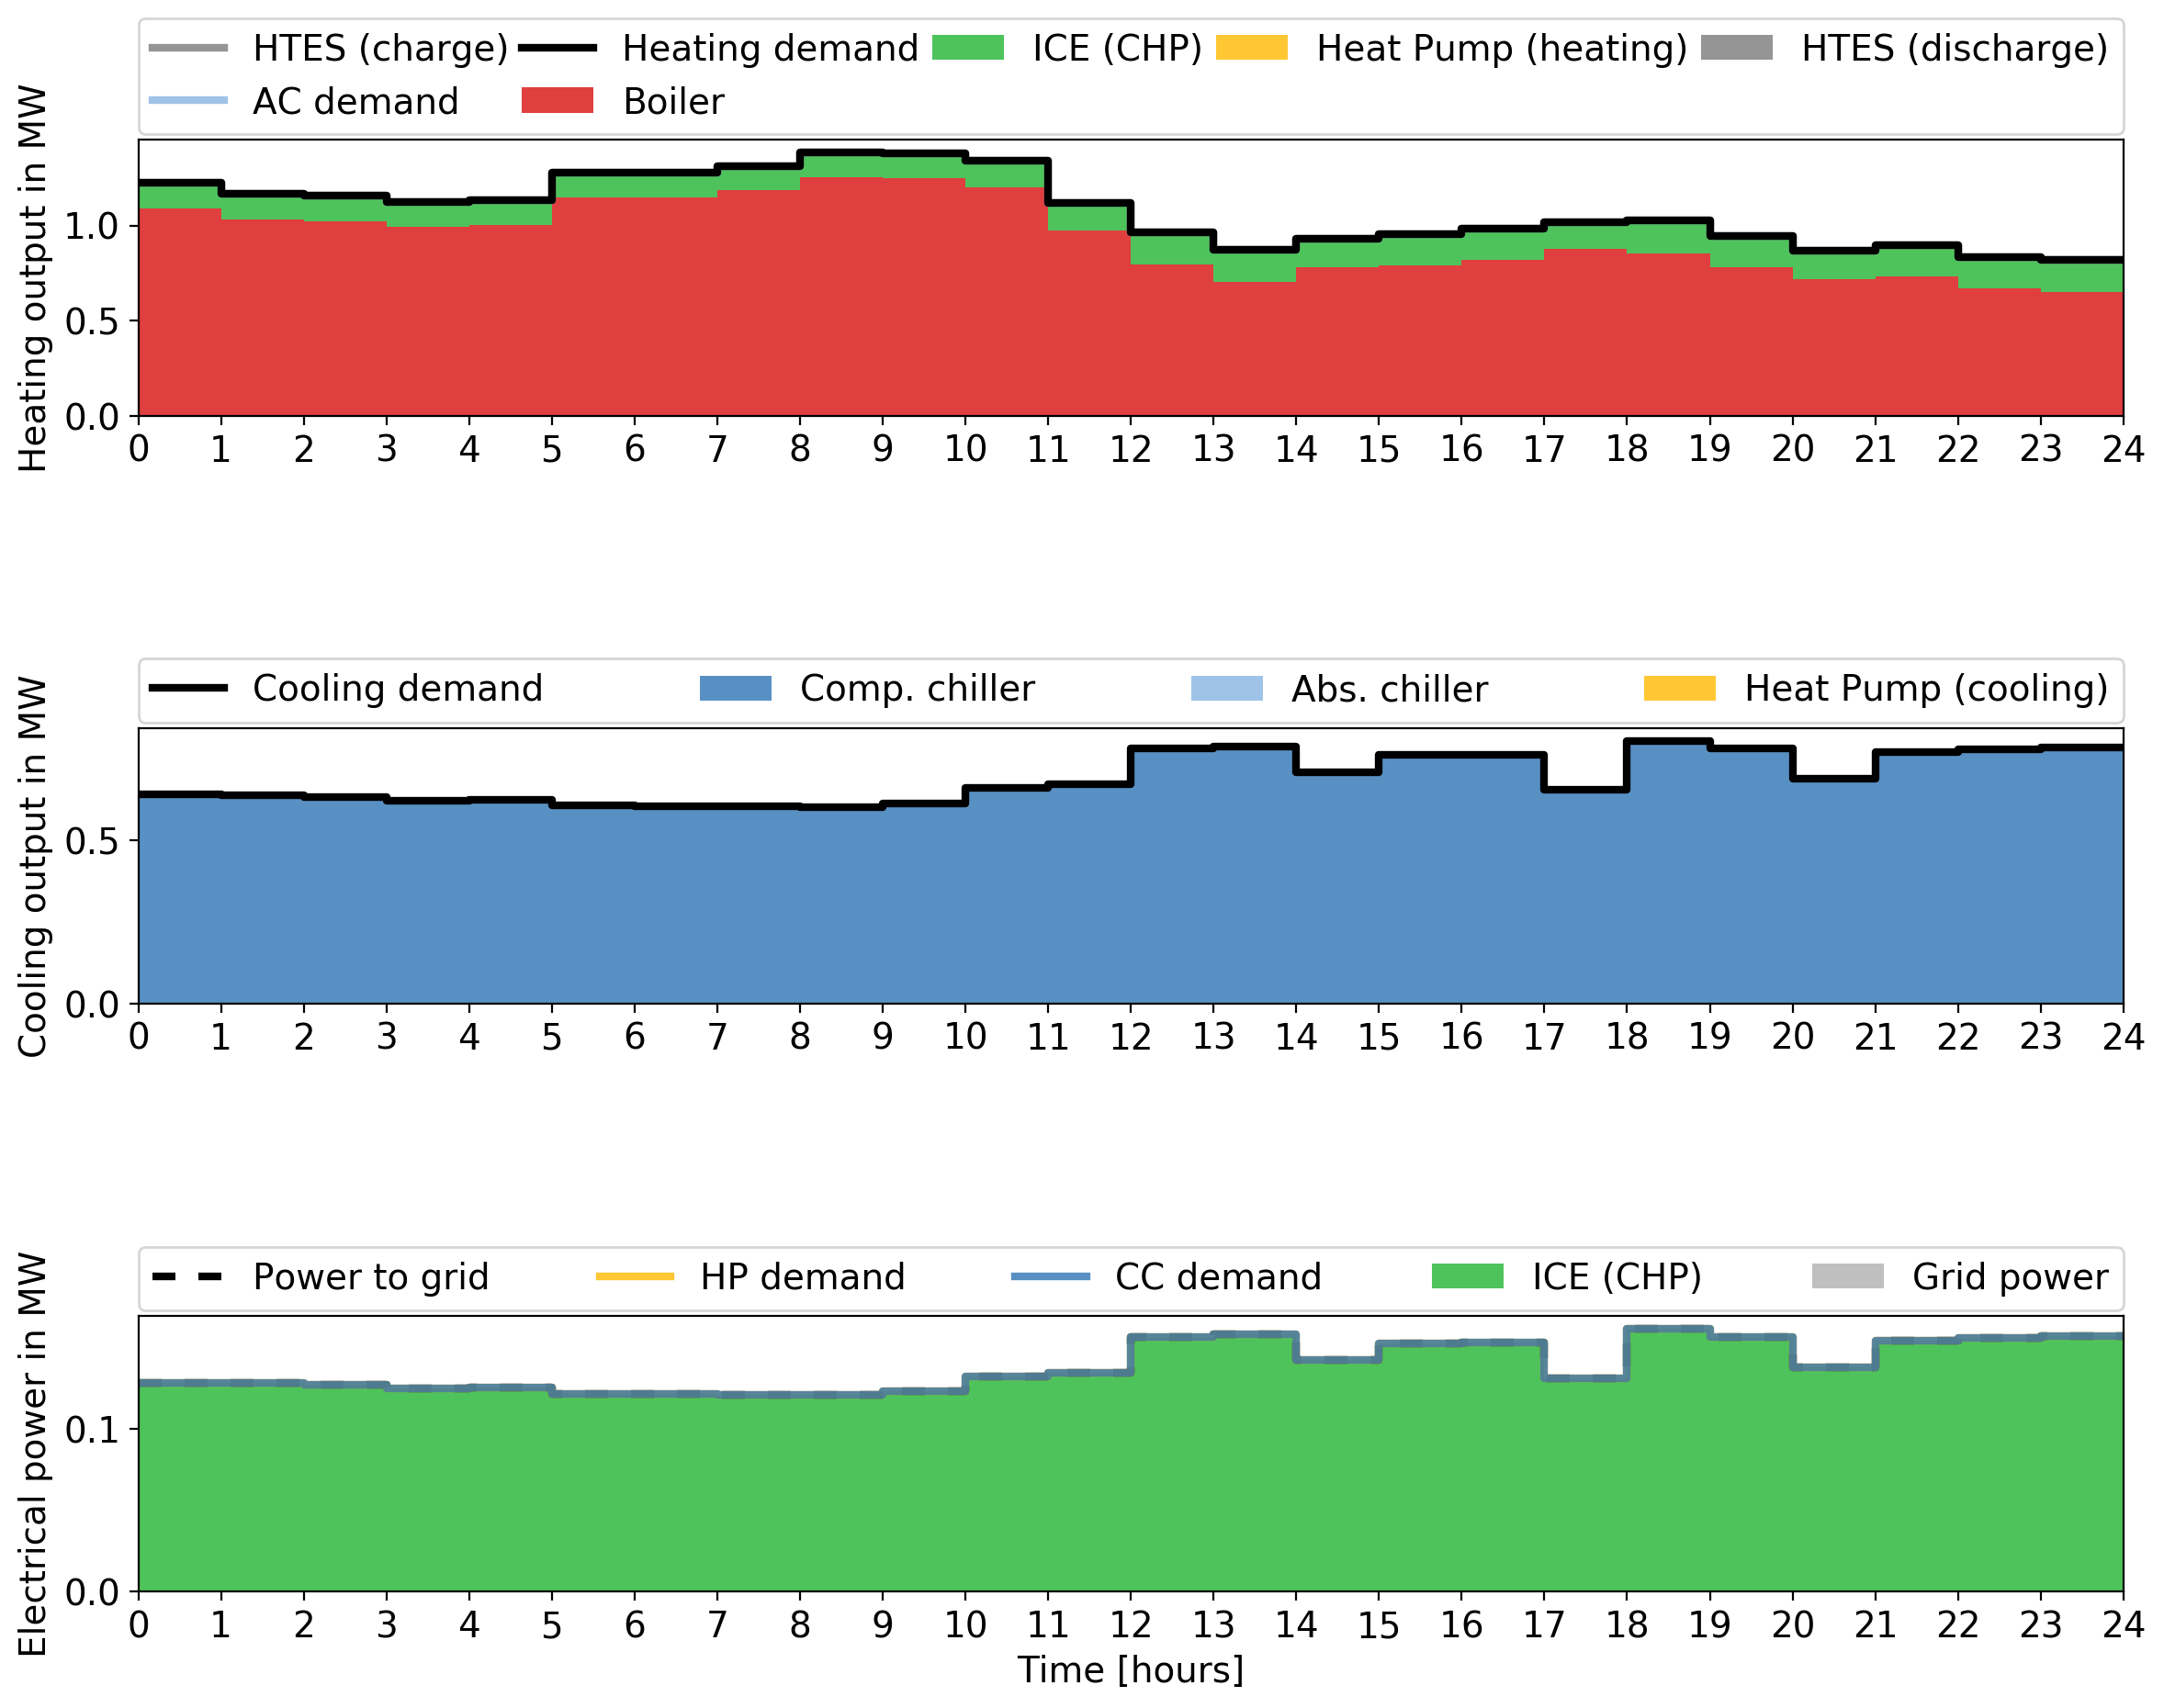 HTES (charge) Heating demand ICE (CHP) Heat Pump (heating) HTES (discharge)
AC demand Boiler
Heating output in MW
1.0
0.5
0.0
0 1 2 3 4 5 6 7 8 9 10 11 12 13 14 15 16 17 18 19 20 21 22 23 24
Cooling demand Comp. chiller Abs. chiller Heat Pump (cooling)
Cooling output in MW
0.5
0.0
0 1 2 3 4 5 6 7 8 9 10 11 12 13 14 15 16 17 18 19 20 21 22 23 24
Power to grid HP demand CC demand ICE (CHP) Grid power
Electrical power in MW
0.1
0.0
0 1 2 3 4 5 6 7 8 9 10 11 12 13 14 15 16 17 18 19 20 21 22 23 24
Time [hours]